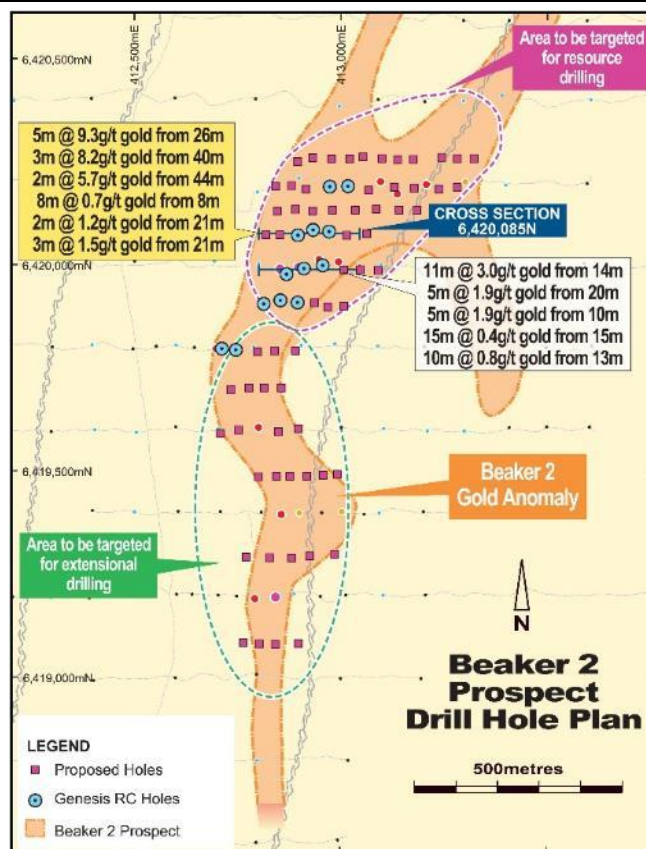 412,500mE
413,000mE
6,420,500mN
Area to be targeted
for resource
drilling
5m @ 9.3g/t gold from 26m
3m @ 8.2g/t gold from 40m
2m @ 5.7g/t gold from 44m
8m @ 0.7g/t gold from 8m
2m @ 1.2g/t gold from 21m
3m @ 1.5g/t gold from 21m
CROSS SECTION
6,420,085N
6,420,000mN
11m @ 3.0g/t gold from 14m
5m @ 1.9g/t gold from 20m
5m @ 1.9g/t gold from 10m
15m @ 0.4g/t gold from 15m
10m @ 0.8g/t gold from 13m
6,419,500mN
Beaker 2
Gold Anomaly
Area to be targeted
for extensional
drilling
N
6,419,000mN
Beaker 2
Prospect
Drill Hole Plan
500metres
LEGEND
Proposed Holes
Genesis RC Holes
Beaker 2 Prospect